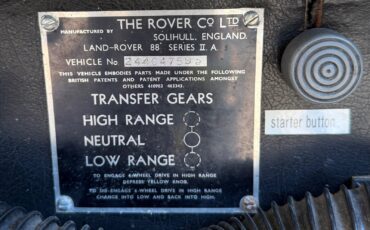 THE ROVER CO LTD
MANUFACTURED BY SOLIHULL, ENGLAND.
LAND-ROVER 88" SERIES II. A
VEHICLE No.
THIS VEHICLE EMBODIES PARTS MADE UNDER THE FOLLOWING
BRITISH PATENTS AND PATENT APPLICATIONS AMONGST
OTHERS
TRANSFER GEARS
HIGH RANGE
NEUTRAL
LOW RANGE
TO ENGAGE 4-WHEEL DRIVE IN HIGH RANGE
DEPRESS YELLOW KNOB.
TO DIS-ENGAGE 4-WHEEL DRIVE IN HIGH RANGE
CHANGE INTO LOW AND BACK INTO HIGH.
starter button